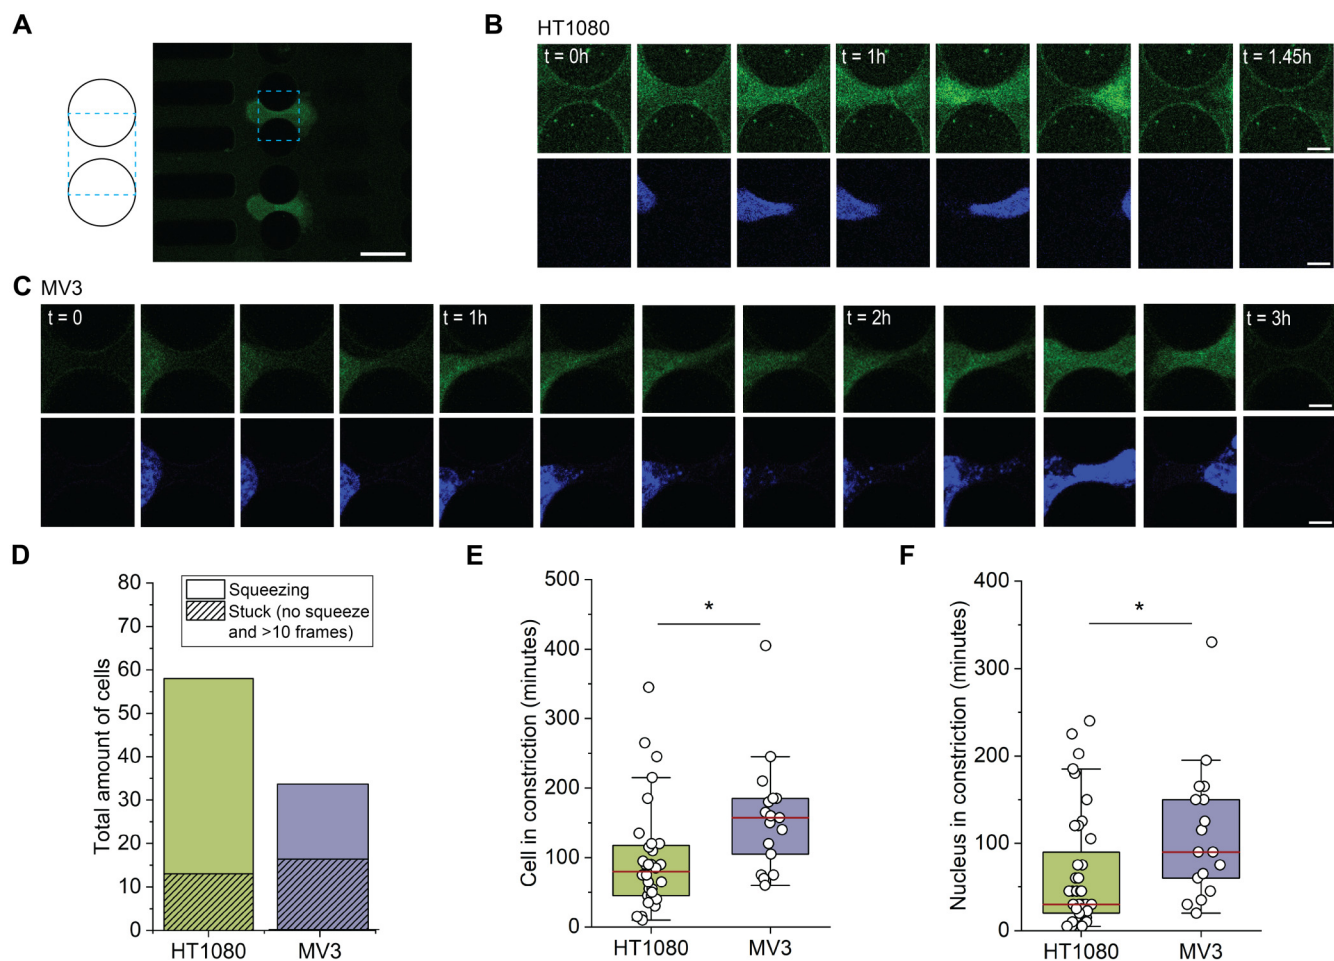 A
B
HT1080
t = 0h
t = 1h
t = 1.45h
C
MV3
t = 0
t = 1h
t = 2h
t = 3h
D
Total amount of cells
80
70
60
50
40
30
20
10
0
Squeezing
Stuck (no squeeze
and >10 frames)
HT1080
MV3
E
Cell in constriction (minutes)
500
400
300
200
100
0
*
HT1080
MV3
F
Nucleus in constriction (minutes)
400
300
200
100
0
*
HT1080
MV3